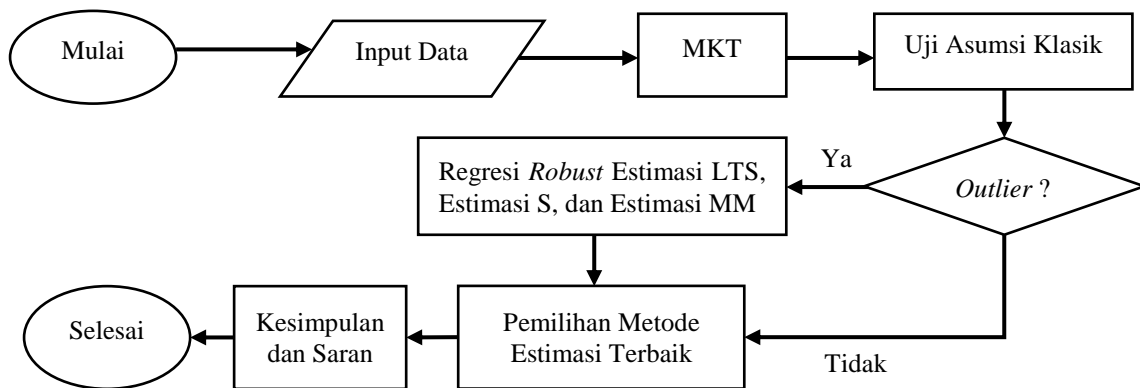 Mulai
Input Data
MKT
Uji Asumsi Klasik
Ya
Outlier ?
Regresi Robust Estimasi LTS,
Estimasi S, dan Estimasi MM
Selesai
Kesimpulan
dan Saran
Pemilihan Metode
Estimasi Terbaik
Tidak